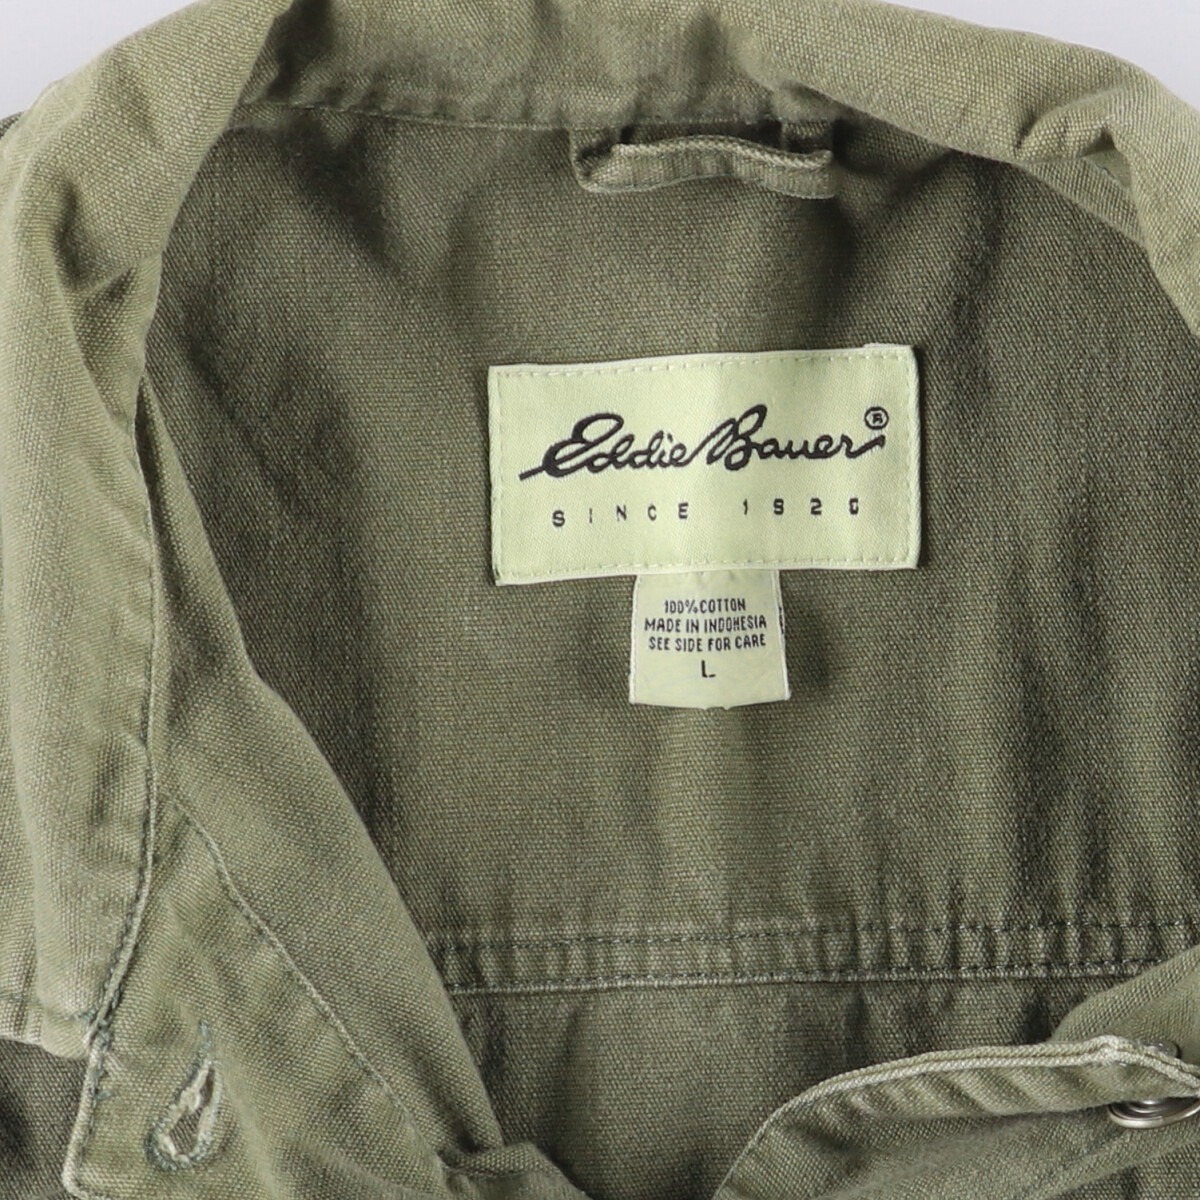 Eddie Bauer®
SINCE 1920
100% COTTON
MADE IN INDONESIA
SEE SIDE FOR CARE
L